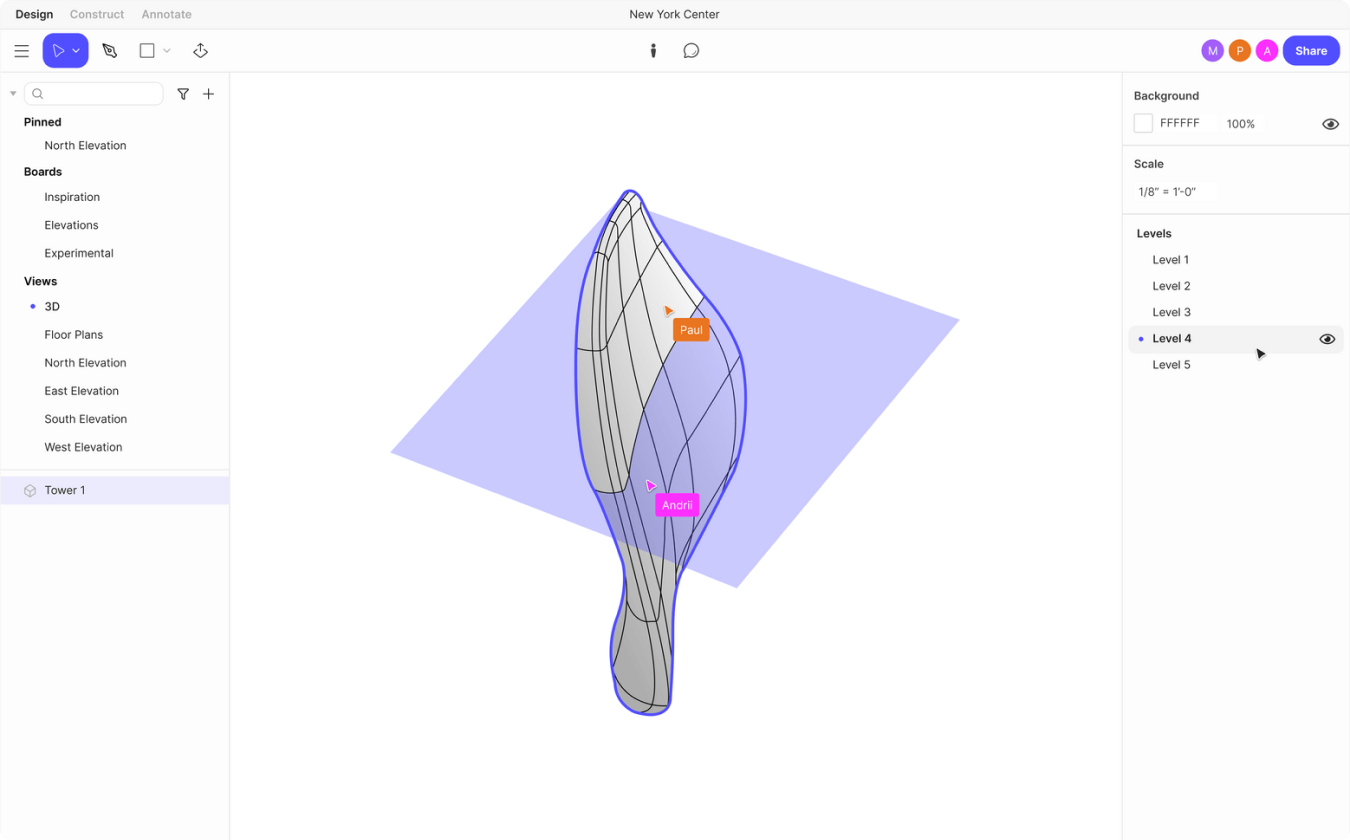 Design Construct Annotate
New York Center
M P A Share
Pinned
North Elevation
Boards
Inspiration
Elevations
Experimental
Views
3D
Floor Plans
North Elevation
East Elevation
South Elevation
West Elevation
Tower 1
Paul
Andrii
Background
FFFFFF 100%
Scale
1/8" = 1'-0"
Levels
Level 1
Level 2
Level 3
Level 4
Level 5